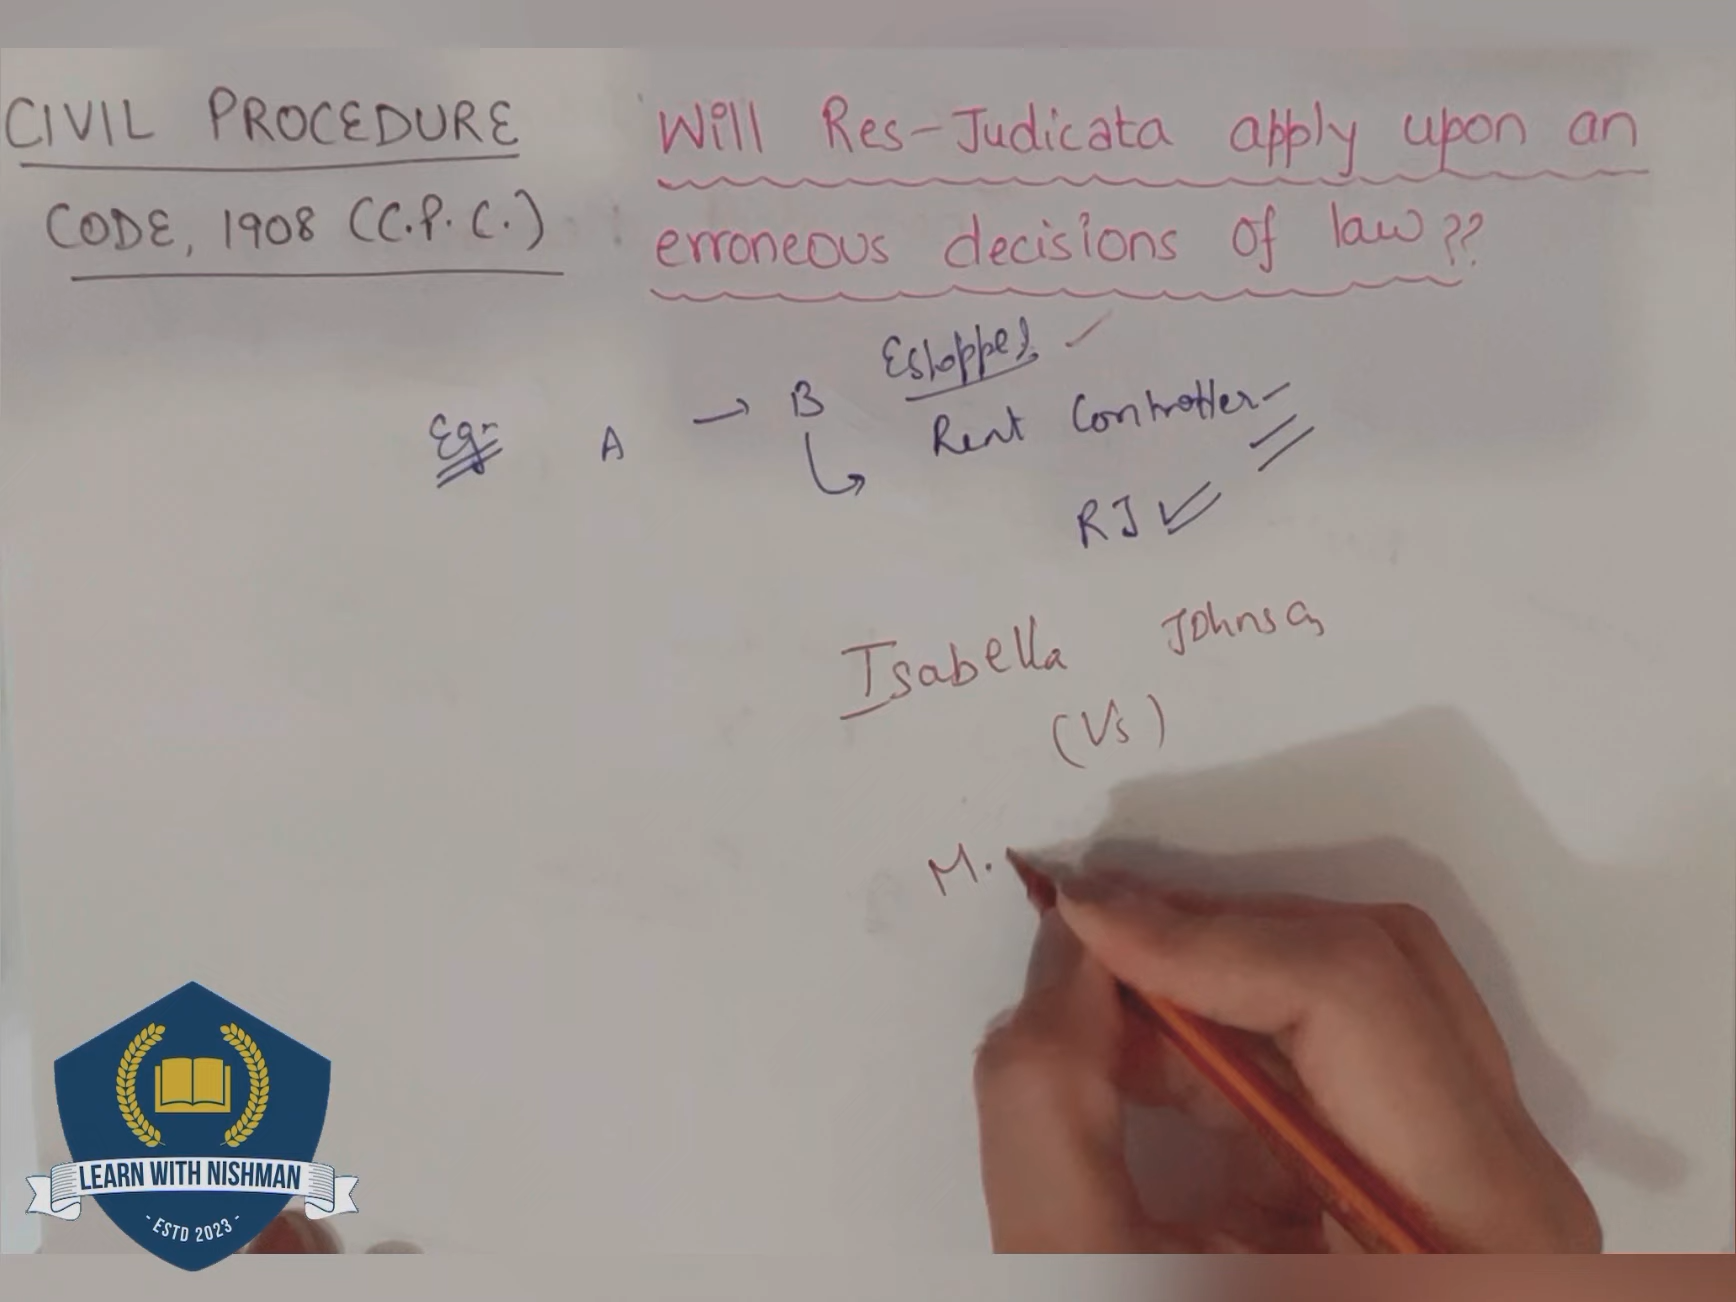 CIVIL PROCEDURE
CODE, 1908 (C.P.C.)
Will Res-Judicata apply upon an
erroneous decisions of law??
Estoppel
Eg:- A → B
Rent Controller
RJ ✓
Isabella Johnson
(Vs)
M.
LEARN WITH NISHMAN
- ESTD 2023 -